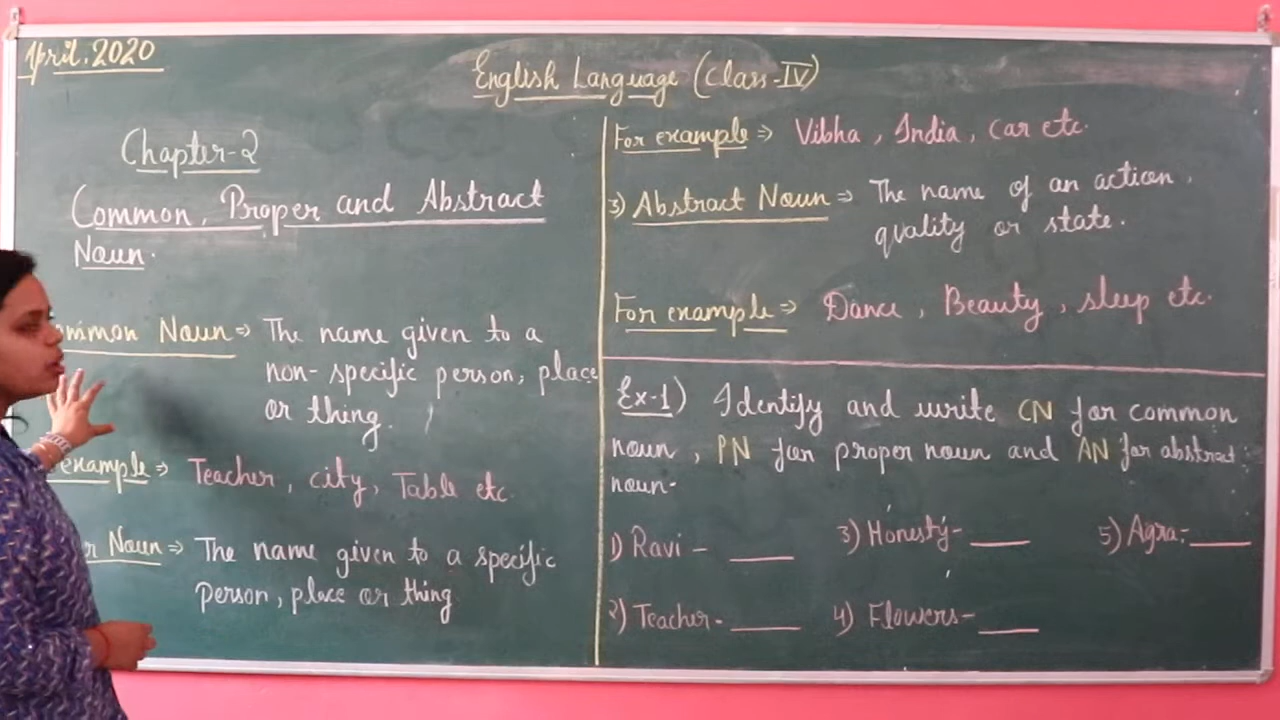 April.2020
English Language (Class-IV)
Chapter-2
Common, Proper and Abstract
Noun.
ommon Noun ⇒ The name given to a
non-specific person, place
or thing.
example ⇒ Teacher, city, Table etc.
r Noun ⇒ The name given to a specific
person, place or thing
For example ⇒ Vibha, India, car etc.
3) Abstract Noun ⇒ The name of an action,
quality or state.
For example ⇒ Dance, Beauty, sleep etc.
Ex-1) Identify and write CN for common
noun, PN for proper noun and AN for abstract
noun-
1) Ravi - ____ 3) Honesty- ____ 5) Agra:- ____
2) Teacher- ____ 4) Flowers- ____